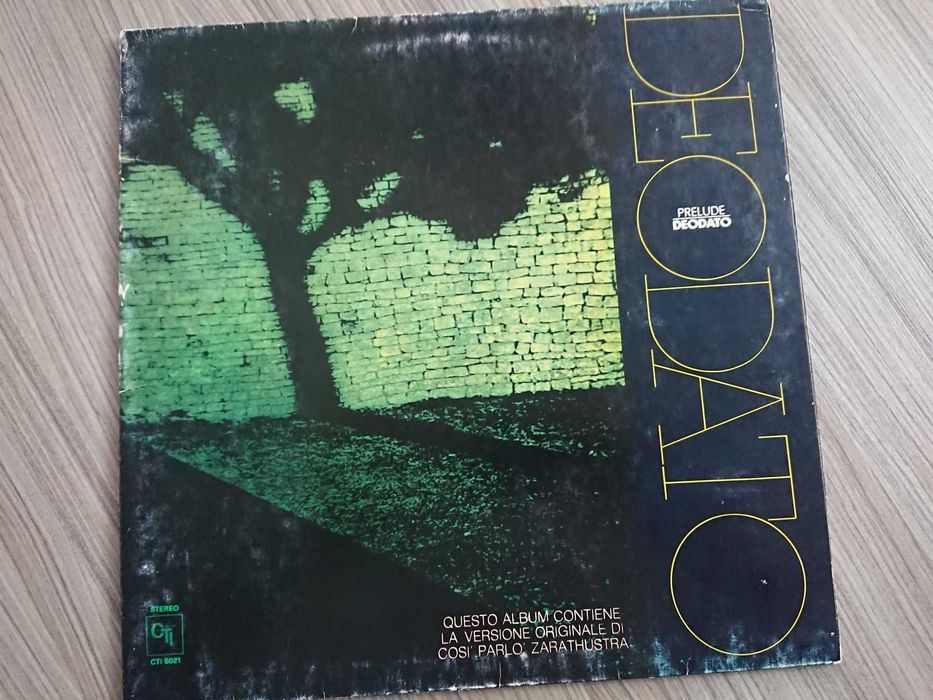 DEODATO
PRELUDE
DEODATO
STEREO
CTI
CTI 6021
QUESTO ALBUM CONTIENE
LA VERSIONE ORIGINALE DI
COSI' PARLO' ZARATHUSTRA